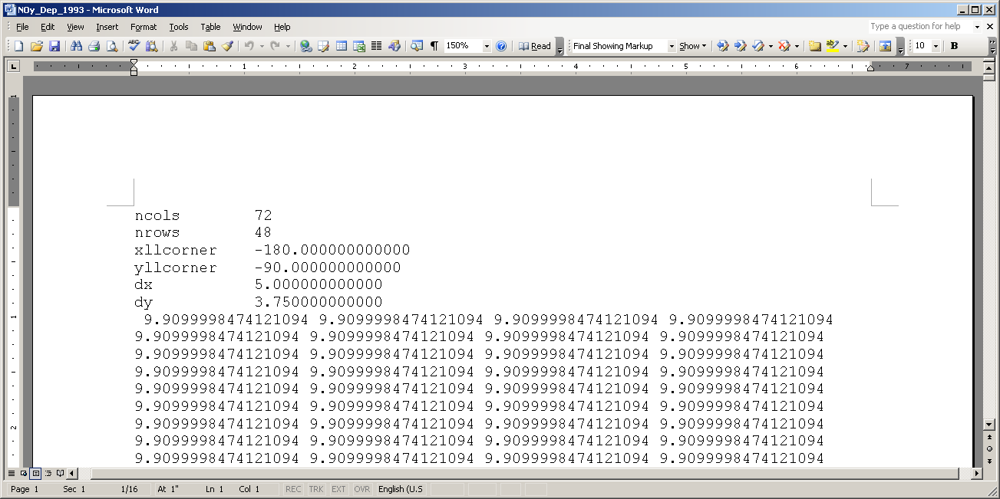 NOy_Dep_1993 - Microsoft Word
File Edit View Insert Format Tools Table Window Help Type a question for help
150% Read Final Showing Markup Show 10 B
1 2 3 4 5 6 7
ncols 72
nrows 48
xllcorner -180.000000000000
yllcorner -90.000000000000
dx 5.000000000000
dy 3.750000000000
9.9099998474121094 9.9099998474121094 9.9099998474121094 9.9099998474121094
9.9099998474121094 9.9099998474121094 9.9099998474121094 9.9099998474121094
9.9099998474121094 9.9099998474121094 9.9099998474121094 9.9099998474121094
9.9099998474121094 9.9099998474121094 9.9099998474121094 9.9099998474121094
9.9099998474121094 9.9099998474121094 9.9099998474121094 9.9099998474121094
9.9099998474121094 9.9099998474121094 9.9099998474121094 9.9099998474121094
9.9099998474121094 9.9099998474121094 9.9099998474121094 9.9099998474121094
9.9099998474121094 9.9099998474121094 9.9099998474121094 9.9099998474121094
9.9099998474121094 9.9099998474121094 9.9099998474121094 9.9099998474121094
Page 1 Sec 1 1/16 At 1" Ln 1 Col 1 REC TRK EXT OVR English (U.S